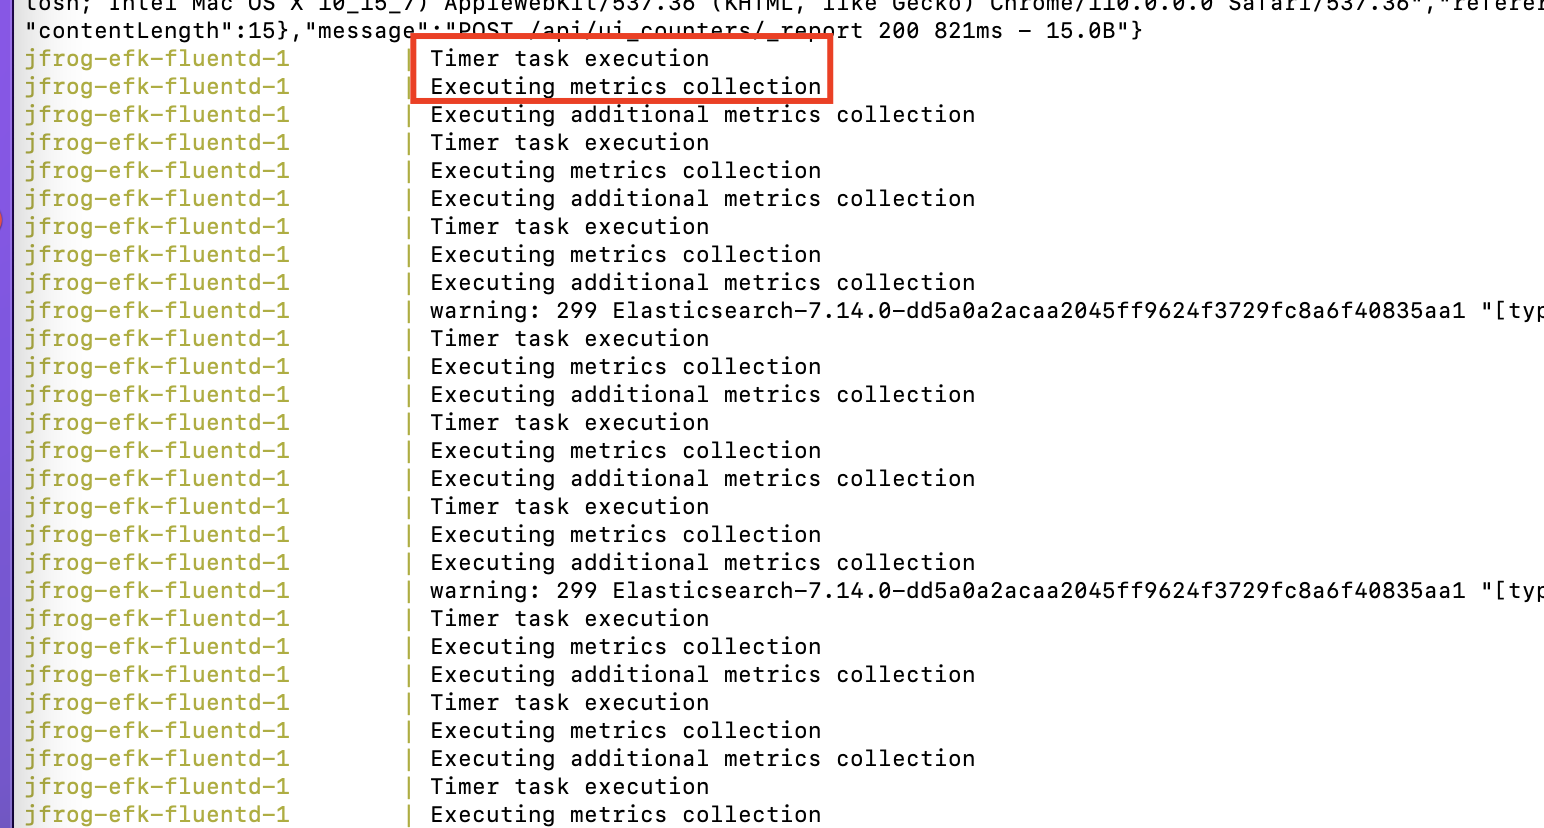 tosh; Intel Mac OS X 10_15_7) AppleWebKit/537.36 (KHTML, like Gecko) Chrome/110.0.0.0 Safari/537.36","referer
"contentLength":15},"message":"POST /api/ui_counters/_report 200 821ms - 15.0B"}
jfrog-efk-fluentd-1 | Timer task execution
jfrog-efk-fluentd-1 | Executing metrics collection
jfrog-efk-fluentd-1 | Executing additional metrics collection
jfrog-efk-fluentd-1 | Timer task execution
jfrog-efk-fluentd-1 | Executing metrics collection
jfrog-efk-fluentd-1 | Executing additional metrics collection
jfrog-efk-fluentd-1 | Timer task execution
jfrog-efk-fluentd-1 | Executing metrics collection
jfrog-efk-fluentd-1 | Executing additional metrics collection
jfrog-efk-fluentd-1 | warning: 299 Elasticsearch-7.14.0-dd5a0a2acaa2045ff9624f3729fc8a6f40835aa1 "[typ
jfrog-efk-fluentd-1 | Timer task execution
jfrog-efk-fluentd-1 | Executing metrics collection
jfrog-efk-fluentd-1 | Executing additional metrics collection
jfrog-efk-fluentd-1 | Timer task execution
jfrog-efk-fluentd-1 | Executing metrics collection
jfrog-efk-fluentd-1 | Executing additional metrics collection
jfrog-efk-fluentd-1 | Timer task execution
jfrog-efk-fluentd-1 | Executing metrics collection
jfrog-efk-fluentd-1 | Executing additional metrics collection
jfrog-efk-fluentd-1 | warning: 299 Elasticsearch-7.14.0-dd5a0a2acaa2045ff9624f3729fc8a6f40835aa1 "[typ
jfrog-efk-fluentd-1 | Timer task execution
jfrog-efk-fluentd-1 | Executing metrics collection
jfrog-efk-fluentd-1 | Executing additional metrics collection
jfrog-efk-fluentd-1 | Timer task execution
jfrog-efk-fluentd-1 | Executing metrics collection
jfrog-efk-fluentd-1 | Executing additional metrics collection
jfrog-efk-fluentd-1 | Timer task execution
jfrog-efk-fluentd-1 | Executing metrics collection